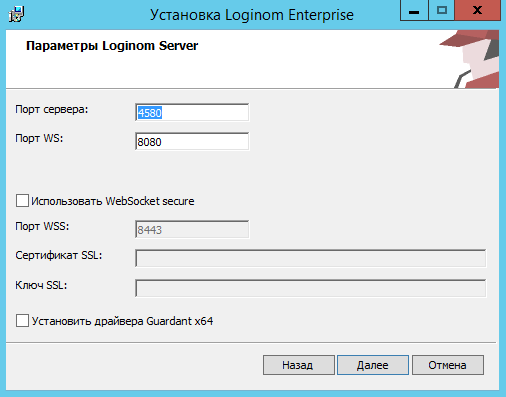 Установка Loginom Enterprise
Параметры Loginom Server
Порт сервера:
4580
Порт WS:
8080
Использовать WebSocket secure
Порт WSS:
8443
Сертификат SSL:
Ключ SSL:
Установить драйвера Guardant x64
Назад
Далее
Отмена